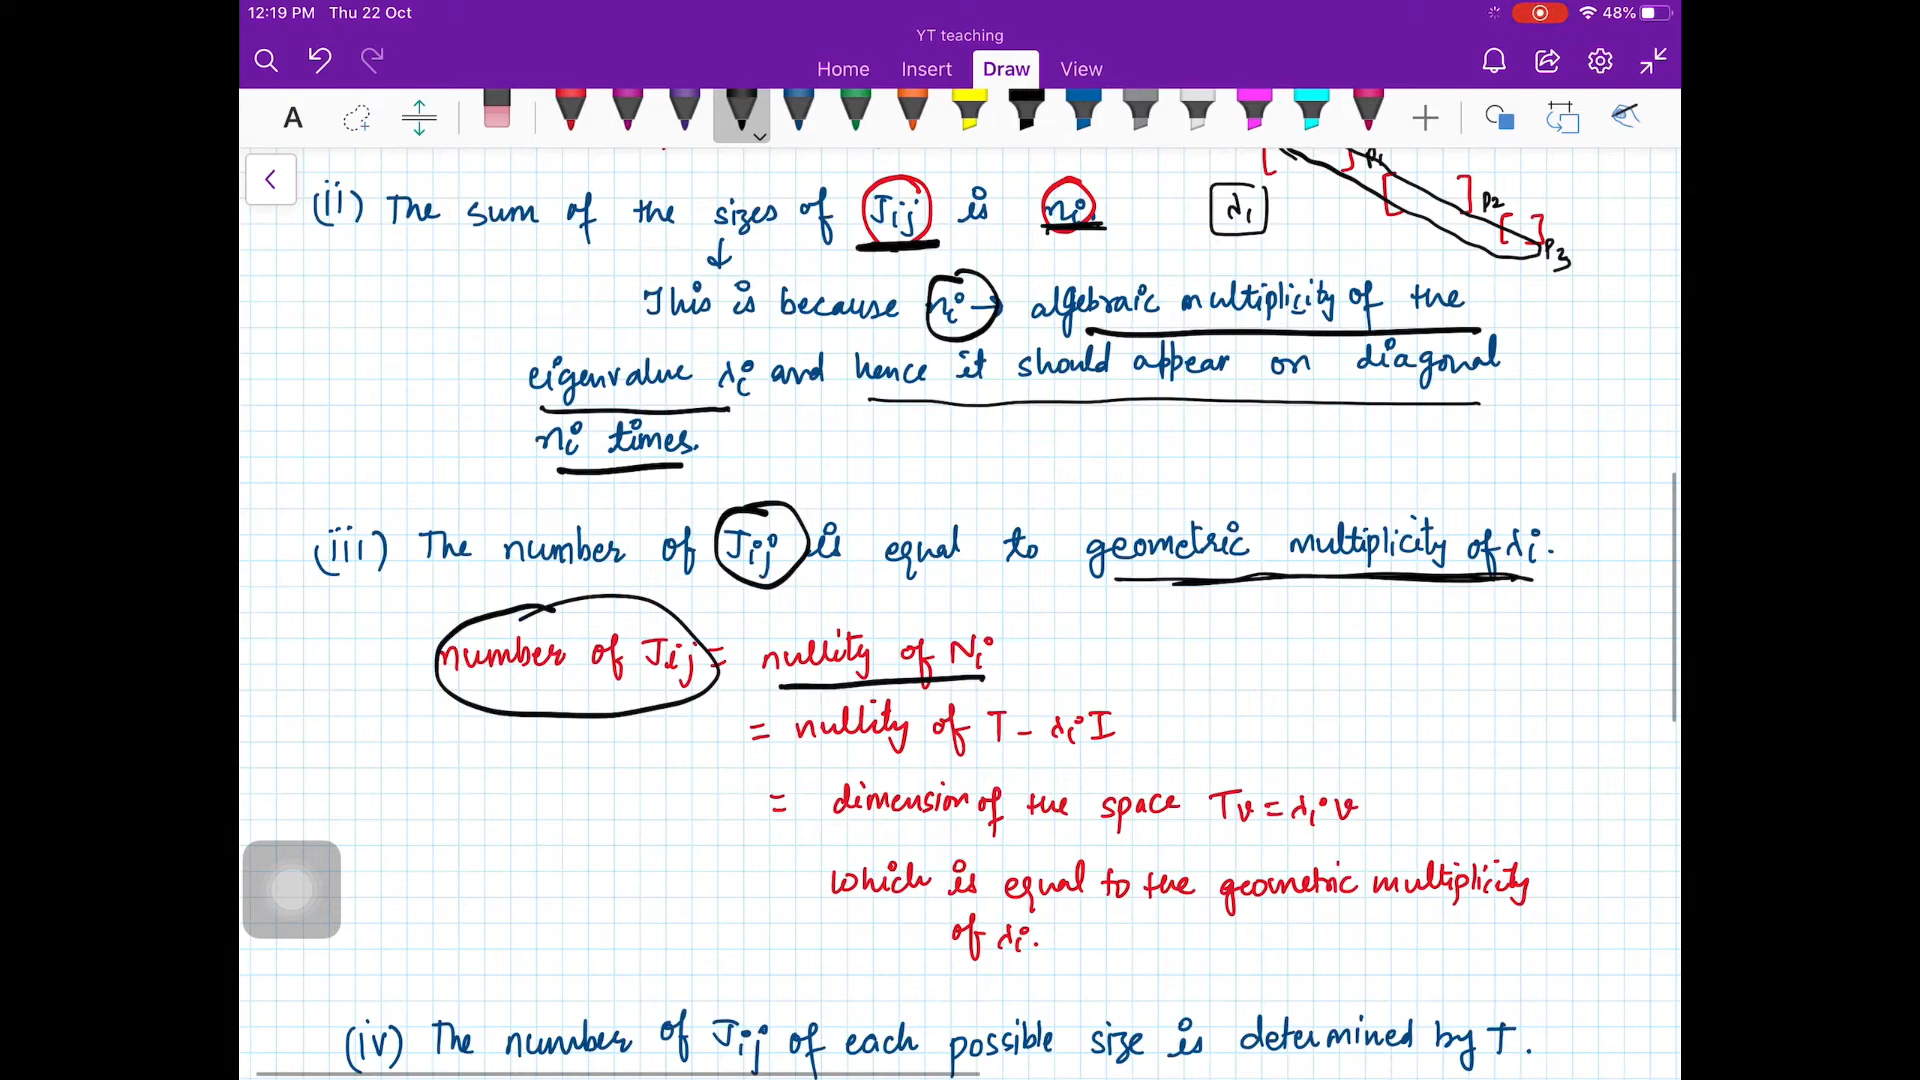 12:19 PM Thu 22 Oct
48%
YT teaching
Home Insert Draw View
A
(ii) The sum of the sizes of Jij is ni.
λ1
P1
P2
P3
This is because ni → algebraic multiplicity of the
eigenvalue λi and hence it should appear on diagonal
ni times.
(iii) The number of Jij is equal to geometric multiplicity of λi.
number of Jij = nullity of Ni
= nullity of T - λi I
= dimension of the space Tv = λi v
which is equal to the geometric multiplicity
of λi.
(iv) The number of Jij of each possible size is determined by T.